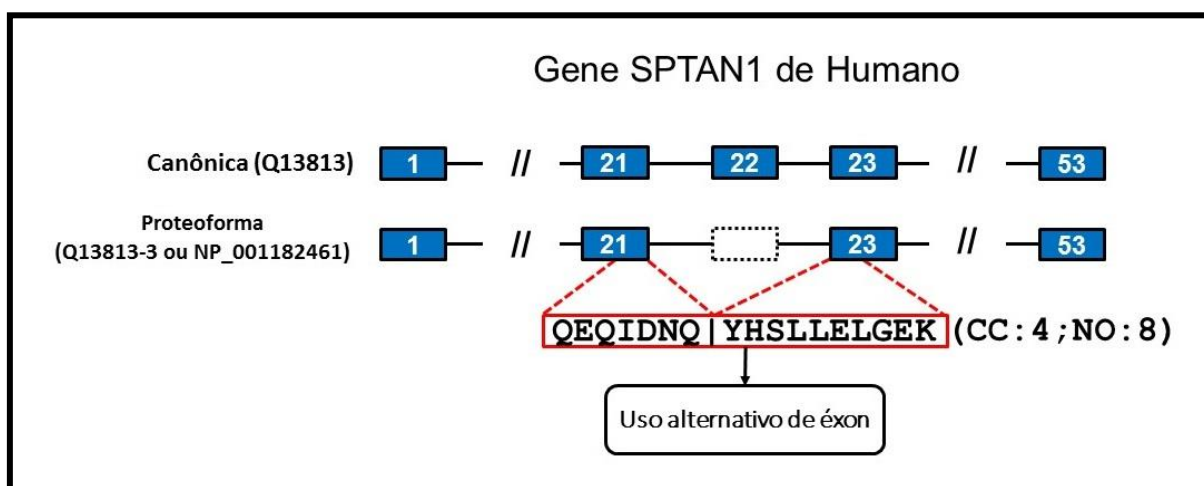 Gene SPTAN1 de Humano
Canônica (Q13813) 1 // 21 22 23 // 53
Proteoforma
(Q13813-3 ou NP_001182461) 1 // 21 23 // 53
QEQIDNQ|YHSLLELGEK(CC:4;NO:8)
Uso alternativo de éxon